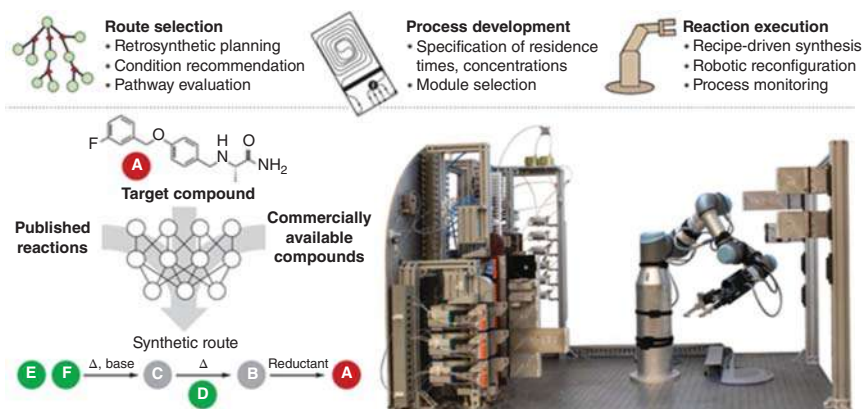 Route selection
• Retrosynthetic planning
• Condition recommendation
• Pathway evaluation
Process development
• Specification of residence
times, concentrations
• Module selection
Reaction execution
• Recipe-driven synthesis
• Robotic reconfiguration
• Process monitoring
F
O
H
N
O
NH2
A
Target compound
Published
reactions
Commercially
available
compounds
Synthetic route
E F Δ, base C Δ B Reductant A
D